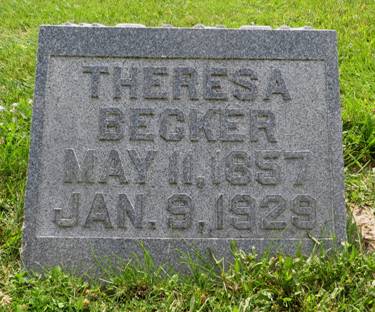 THERESA
BECKER
MAY 11, 1857
JAN. 9, 1929